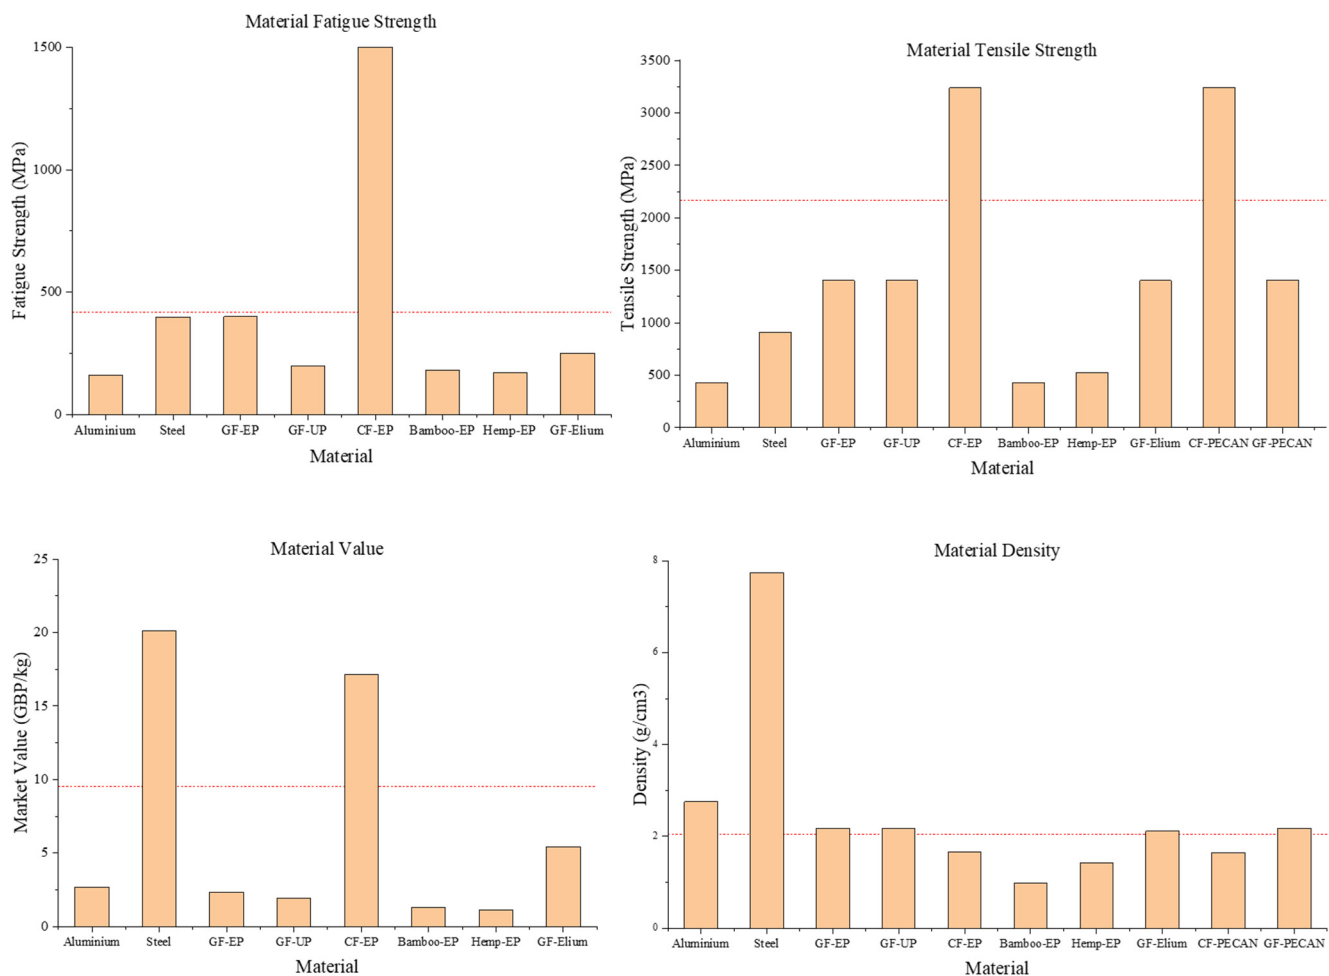 Material Fatigue Strength
1500
1000
500
0
Fatigue Strength (MPa)
Aluminium Steel GF-EP GF-UP CF-EP Bamboo-EP Hemp-EP GF-Elium
Material
Material Tensile Strength
3500
3000
2500
2000
1500
1000
500
0
Tensile Strength (MPa)
Aluminium Steel GF-EP GF-UP CF-EP Bamboo-EP Hemp-EP GF-Elium CF-PECAN GF-PECAN
Material
Material Value
25
20
15
10
5
0
Market Value (GBP/kg)
Aluminium Steel GF-EP GF-UP CF-EP Bamboo-EP Hemp-EP GF-Elium
Material
Material Density
8
6
4
2
0
Density (g/cm3)
Aluminium Steel GF-EP GF-UP CF-EP Bamboo-EP Hemp-EP GF-Elium CF-PECAN GF-PECAN
Material